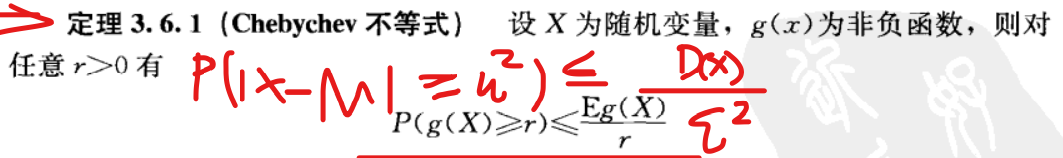 定理 3.6.1 (Chebychev 不等式) 设 X 为随机变量, g(x)为非负函数, 则对
任意 r>0 有
P(|X-M| ≥ ε²) ≤ D(X)/ε²
P(g(X)⩾r)⩽Eg(X)/r